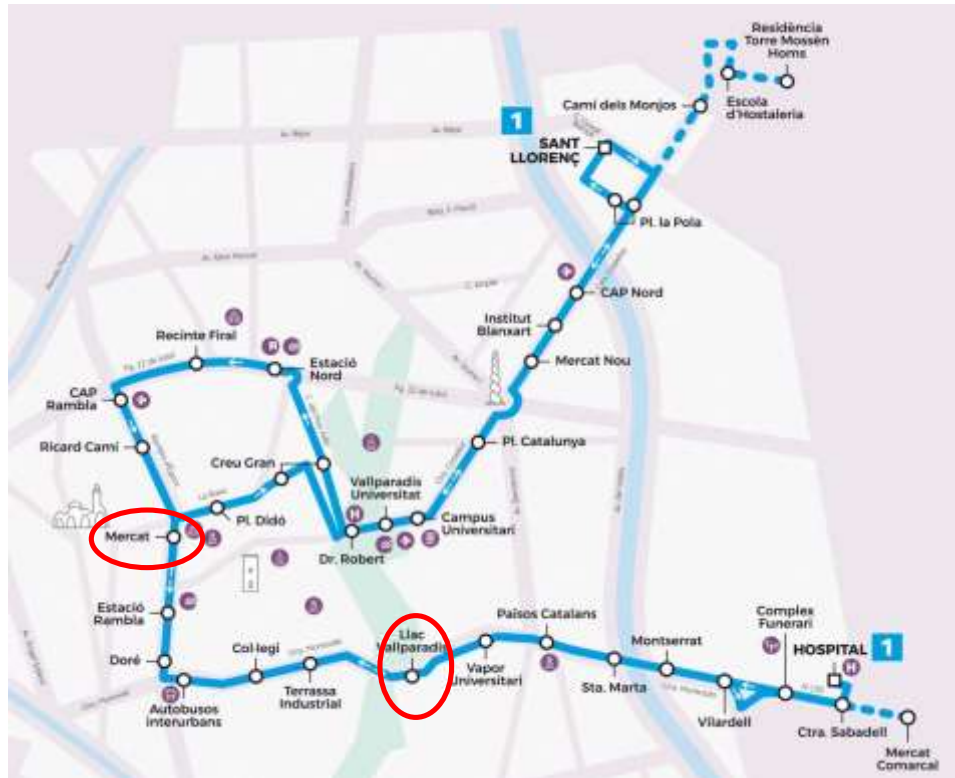 Residència
Torre Mossèn
Homs
Camí dels Monjos
Escola
d'Hostaleria
1
SANT
LLORENÇ
Pl. la Pola
CAP Nord
Institut
Blanxart
Mercat Nou
Recinte Firal
Estació
Nord
CAP
Rambla
Pl. Catalunya
Ricard Camí
Creu Gran
Vallparadís
Universitat
H
Pl. Didó
Campus
Universitari
Mercat
Dr. Robert
Estació
Rambla
Llac
Vallparadís
Països Catalans
Complex
Funerari
Montserrat
HOSPITAL 1
H
Doré
Col·legi
Vapor
Universitari
Terrassa
Industrial
Sta. Marta
Autobusos
interurbans
Vilardell
Ctra. Sabadell
Mercat
Comarcal